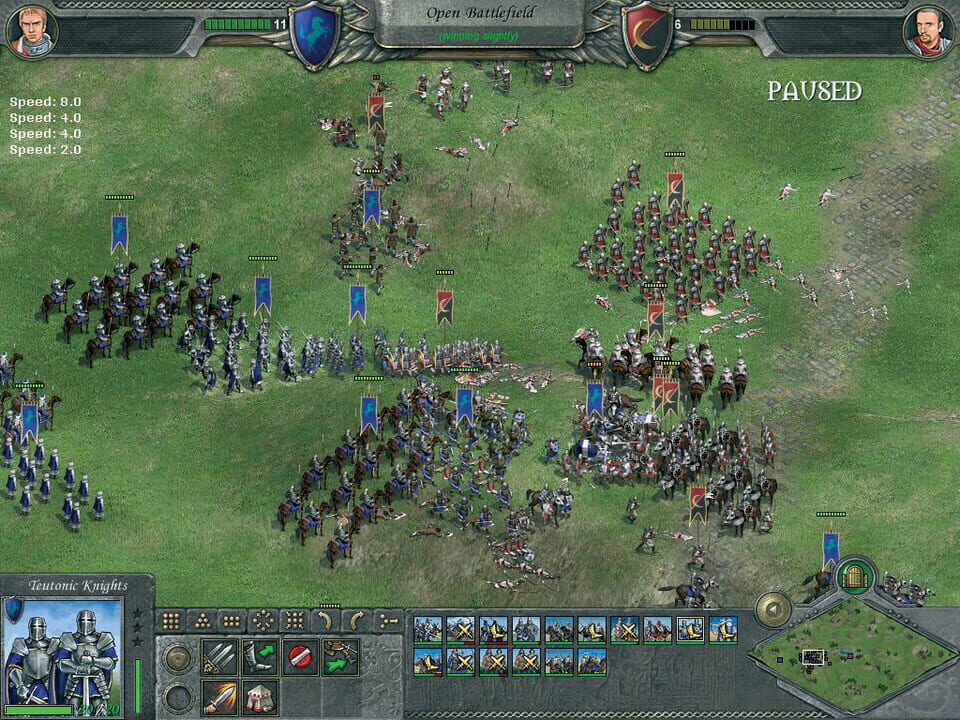 11
Open Battlefield
(winning slightly)
6
PAUSED
Speed: 8.0
Speed: 4.0
Speed: 4.0
Speed: 2.0
Teutonic Knights